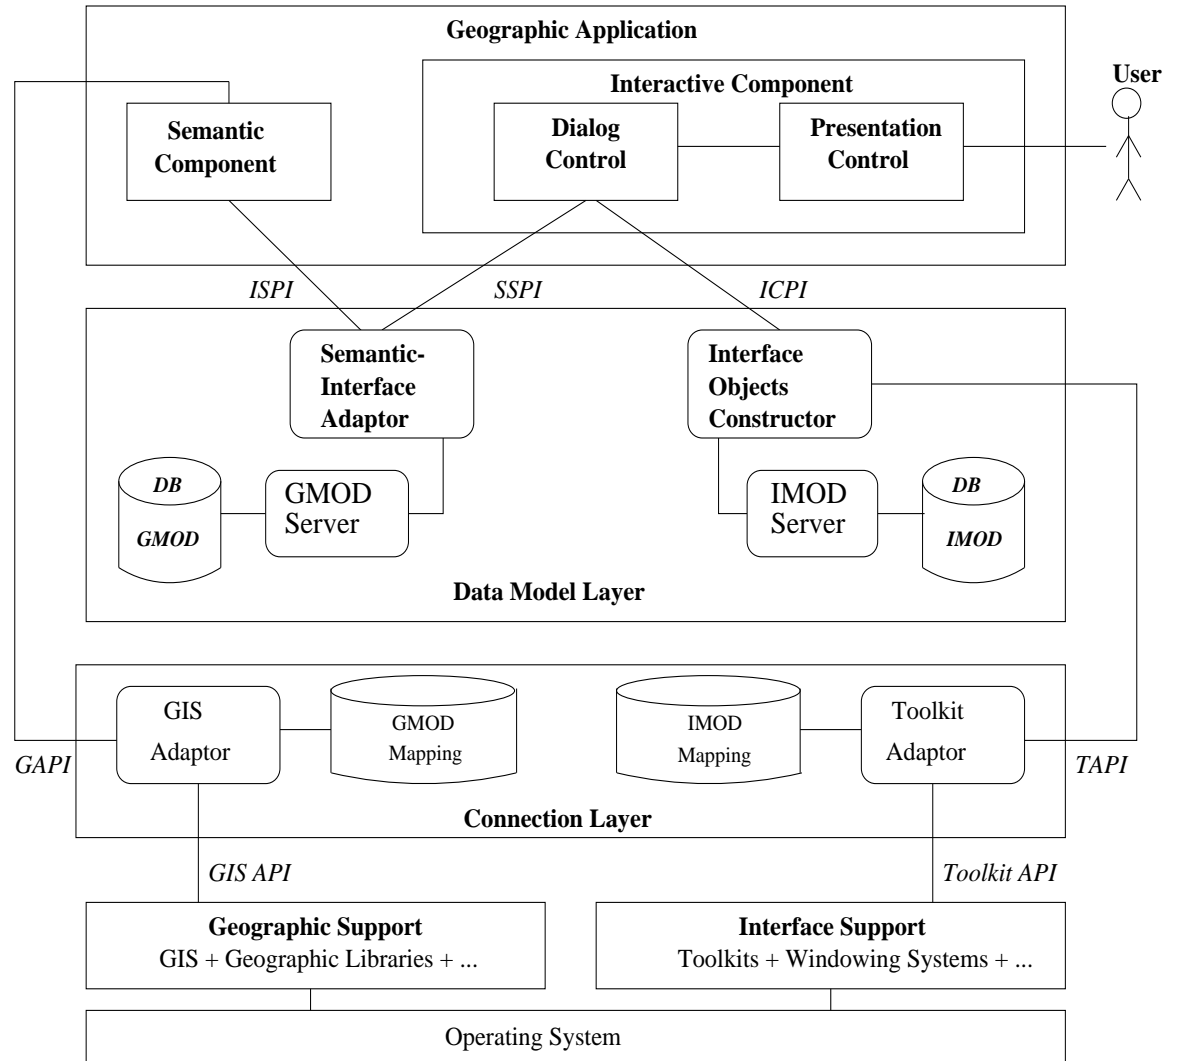 Geographic Application
User
Interactive Component
Semantic
Component
Dialog
Control
Presentation
Control
ISPI
SSPI
ICPI
Semantic-
Interface
Adaptor
Interface
Objects
Constructor
DB
GMOD
GMOD
Server
IMOD
Server
DB
IMOD
Data Model Layer
GIS
Adaptor
GMOD
Mapping
IMOD
Mapping
Toolkit
Adaptor
GAPI
TAPI
Connection Layer
GIS API
Toolkit API
Geographic Support
GIS + Geographic Libraries + ...
Interface Support
Toolkits + Windowing Systems + ...
Operating System